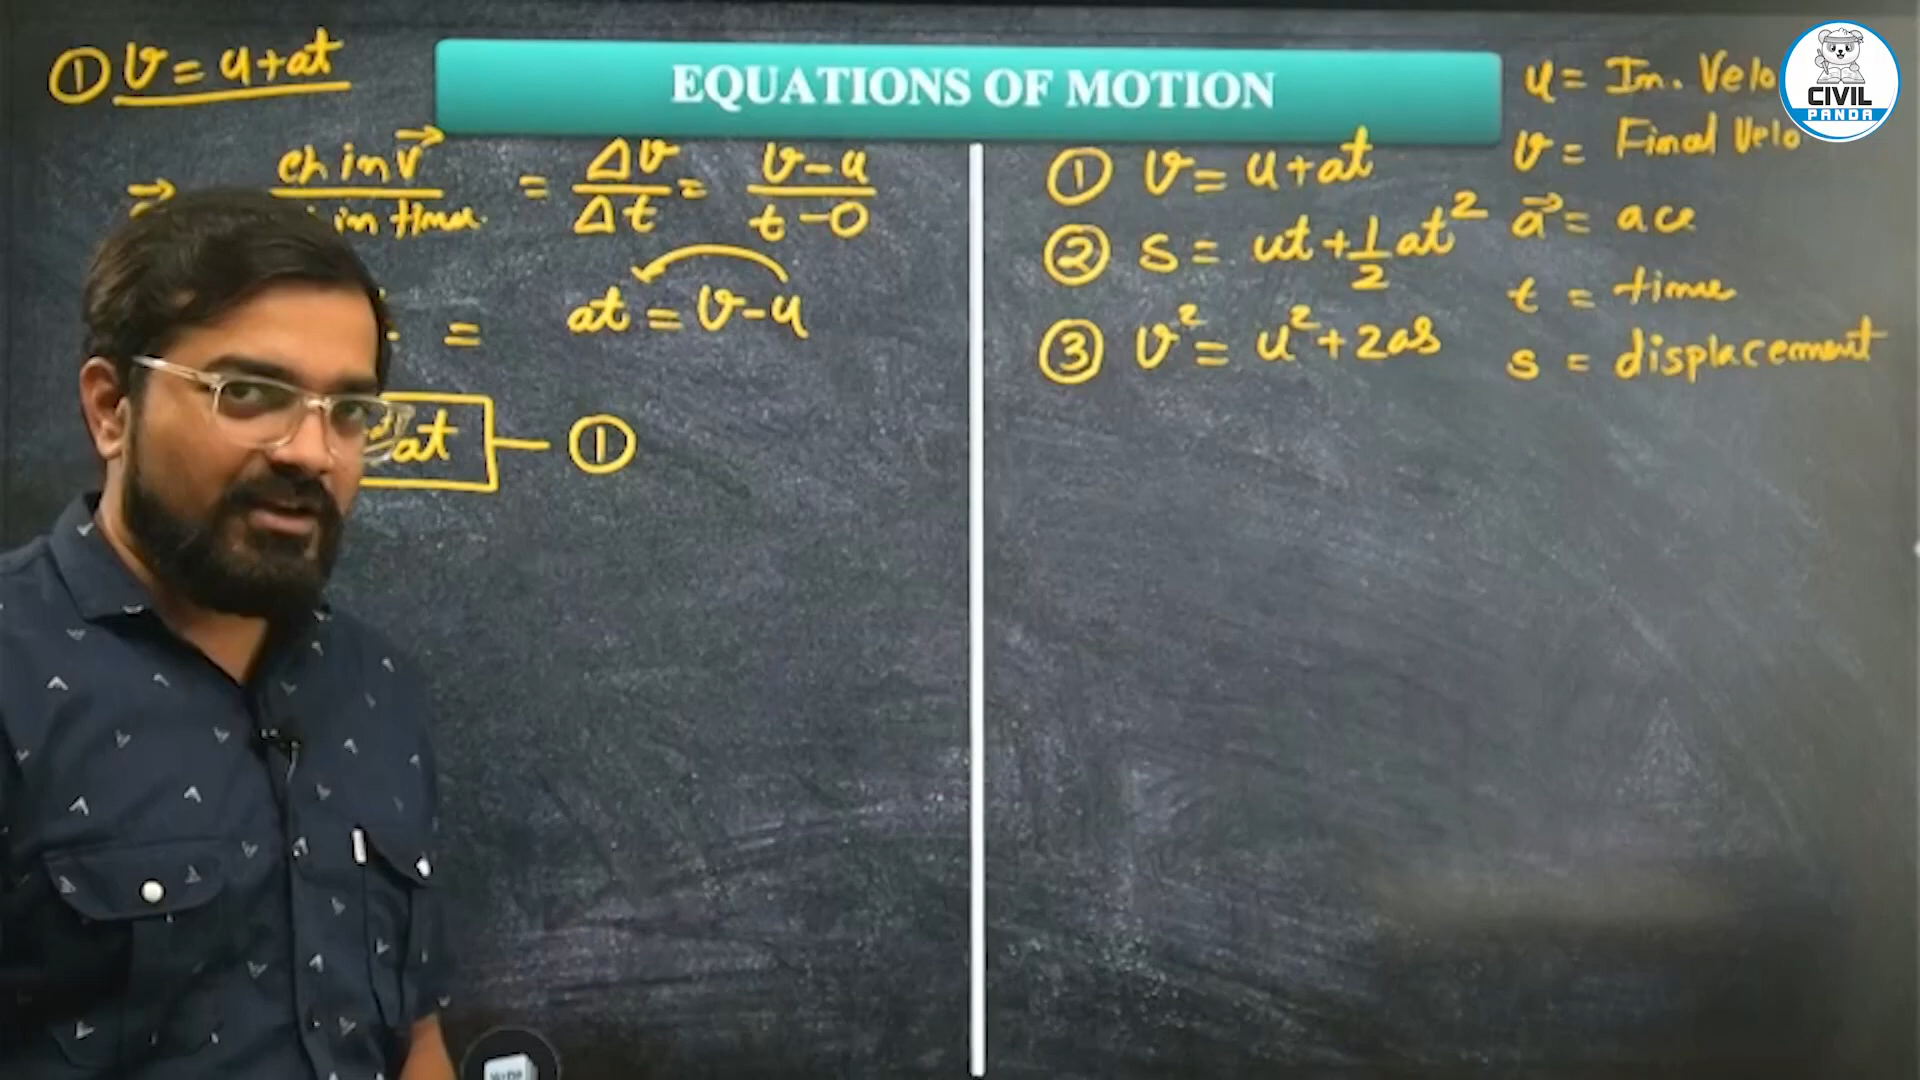 ① v = u+at
EQUATIONS OF MOTION
CIVIL
PANDA
ch in v⃗ / in time = Δv/Δt = v-u/t-0
= at = v-u
at — ①
① v = u+at
② s = ut+½at²
③ v² = u²+2as
u = In. Velo
v = Final Velo
a⃗ = acc
t = time
s = displacement